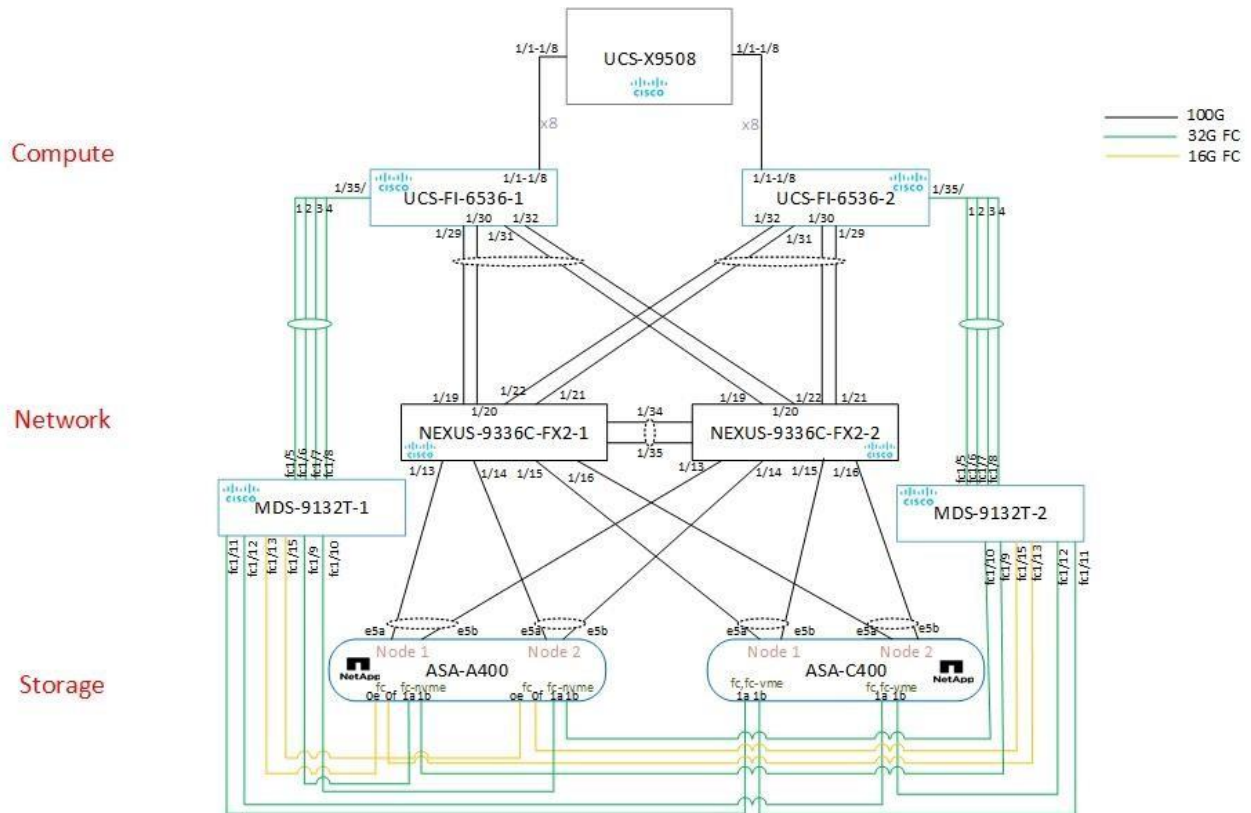 UCS-X9508
CISCO
1/1-1/8
1/1-1/8
x8
x8
100G
32G FC
16G FC
Compute
1/35/
1 2 3 4
CISCO
1/1-1/8
UCS-FI-6536-1
1/29
1/30
1/31
1/32
1/1-1/8
CISCO
UCS-FI-6536-2
1/35/
1 2 3 4
1/32
1/31
1/30
1/29
Network
1/19
1/20
1/22
1/21
NEXUS-9336C-FX2-1
CISCO
1/34
1/35
1/19
1/20
1/22
1/21
NEXUS-9336C-FX2-2
CISCO
1/13
1/14
1/15
1/16
1/13
1/14
1/15
1/16
fc1/5
fc1/6
fc1/7
fc1/8
CISCO
MDS-9132T-1
fc1/11
fc1/12
fc1/13
fc1/15
fc1/9
fc1/10
fc1/5
fc1/6
fc1/7
fc1/8
CISCO
MDS-9132T-2
fc1/10
fc1/9
fc1/15
fc1/13
fc1/12
fc1/11
Storage
e5a
e5b
e5a
e5b
Node 1
Node 2
NetApp
ASA-A400
fc
fc-nvme
fc
fc-nvme
0e 0f 1a 1b
oe 0f 1a 1b
e5a
e5b
e5a
e5b
Node 1
Node 2
ASA-C400
NetApp
fc,fc-vme
fc,fc-vme
1a 1b
1a 1b